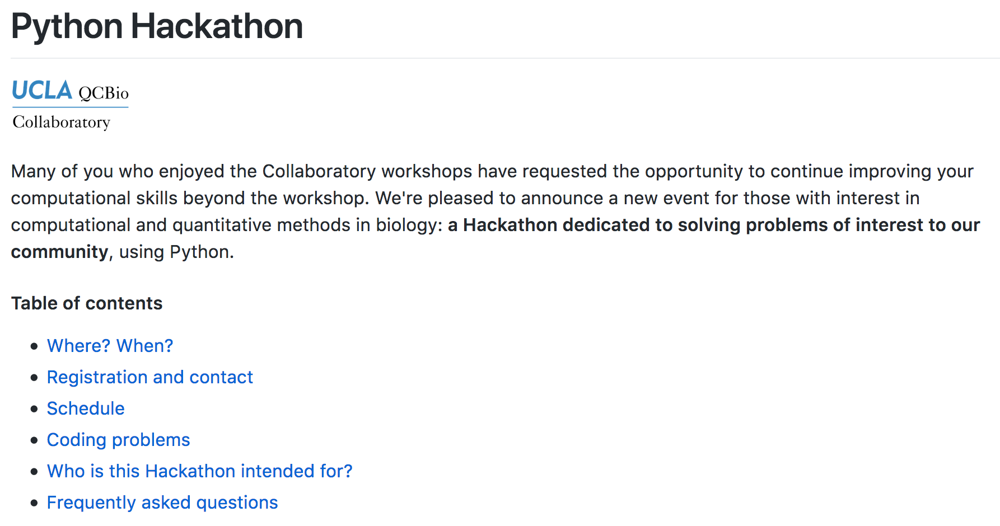 Python Hackathon
UCLA QCBio
Collaboratory
Many of you who enjoyed the Collaboratory workshops have requested the opportunity to continue improving your
computational skills beyond the workshop. We're pleased to announce a new event for those with interest in
computational and quantitative methods in biology: a Hackathon dedicated to solving problems of interest to our
community, using Python.
Table of contents
• Where? When?
• Registration and contact
• Schedule
• Coding problems
• Who is this Hackathon intended for?
• Frequently asked questions